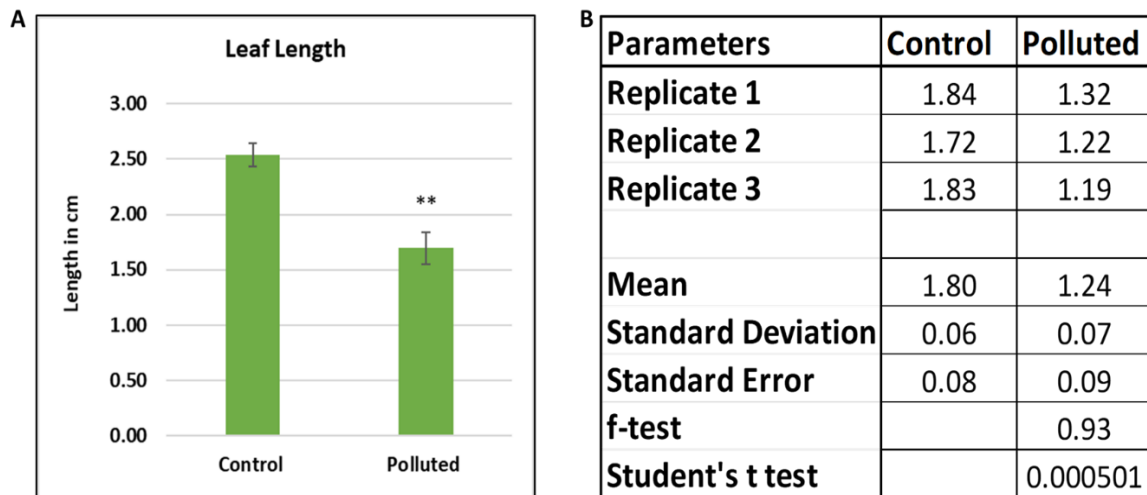 A
Leaf Length
3.00
2.50
2.00
1.50
1.00
0.50
0.00
Length in cm
**
Control Polluted
B
Parameters Control Polluted
Replicate 1 1.84 1.32
Replicate 2 1.72 1.22
Replicate 3 1.83 1.19
Mean 1.80 1.24
Standard Deviation 0.06 0.07
Standard Error 0.08 0.09
f-test 0.93
Student's t test 0.000501